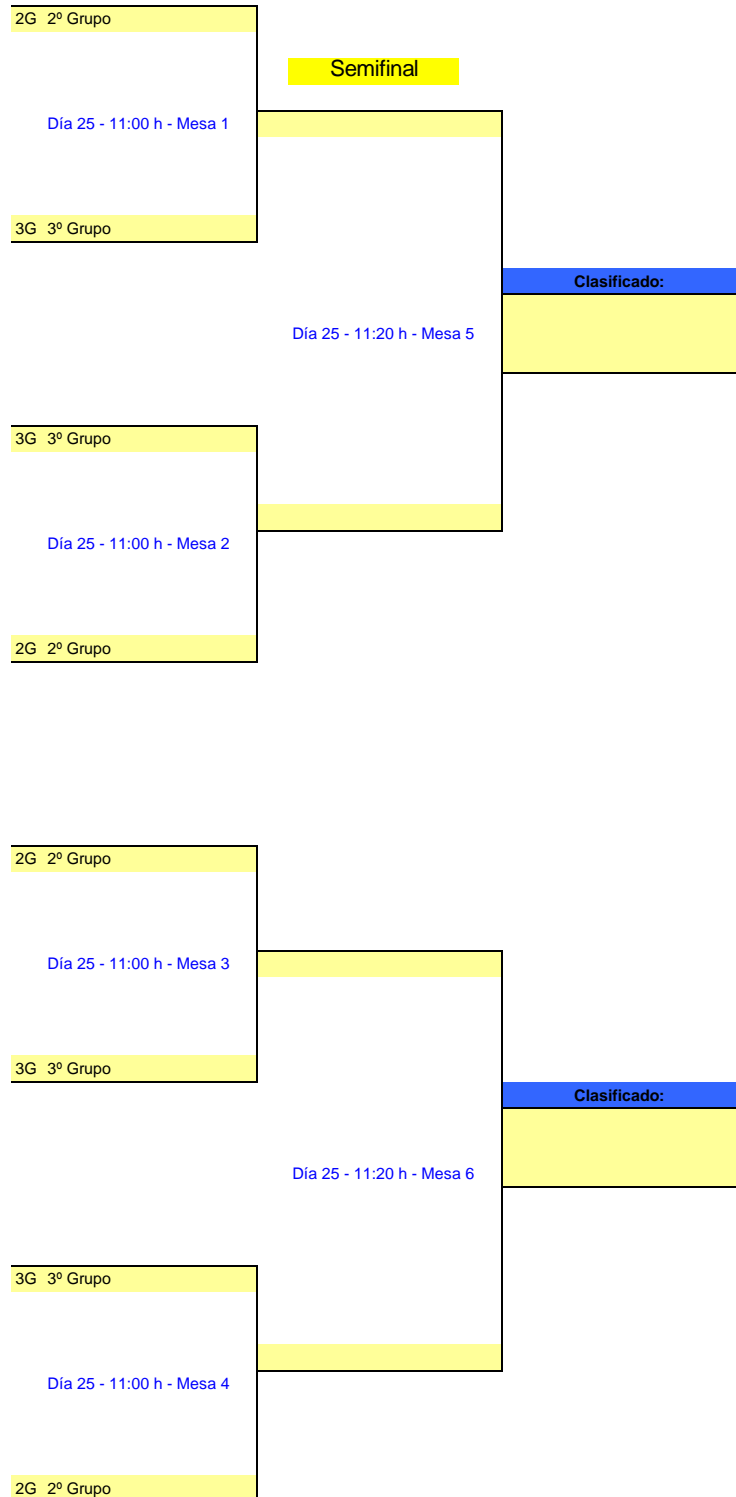 2G 2º Grupo
Semifinal
Día 25 - 11:00 h - Mesa 1
3G 3º Grupo
Clasificado:
Día 25 - 11:20 h - Mesa 5
3G 3º Grupo
Día 25 - 11:00 h - Mesa 2
2G 2º Grupo
2G 2º Grupo
Día 25 - 11:00 h - Mesa 3
3G 3º Grupo
Clasificado:
Día 25 - 11:20 h - Mesa 6
3G 3º Grupo
Día 25 - 11:00 h - Mesa 4
2G 2º Grupo